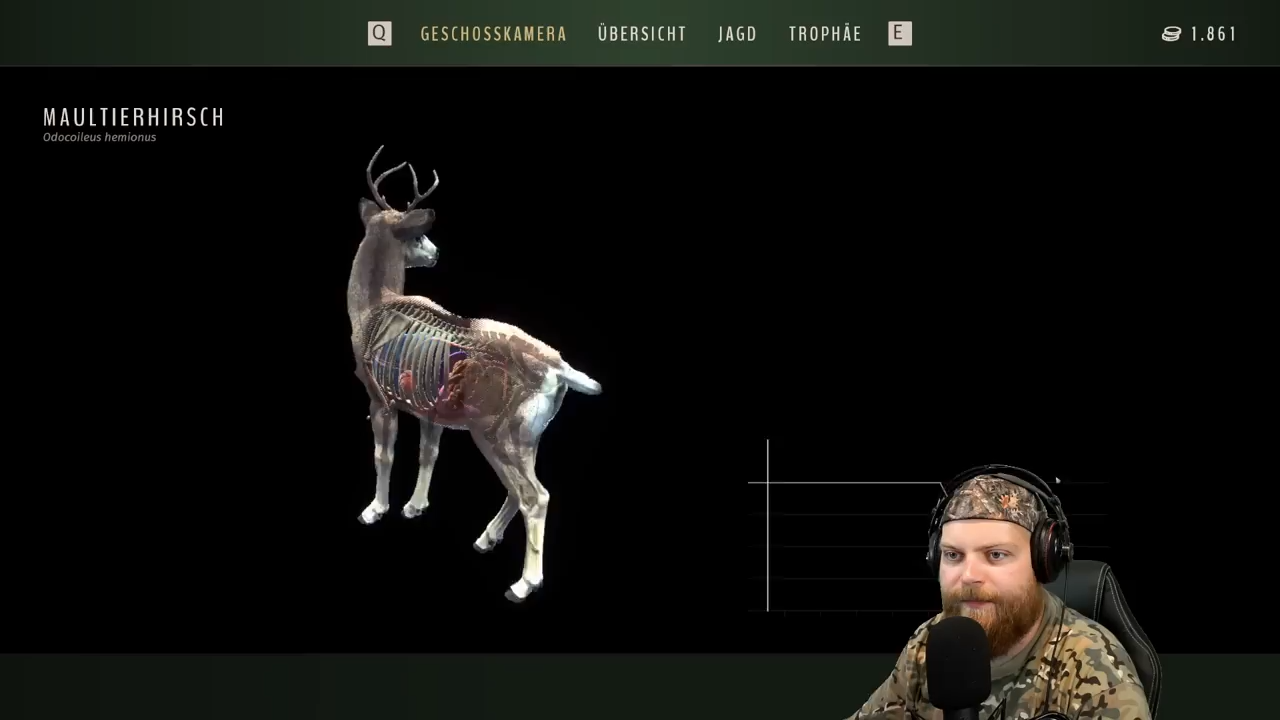 Q GESCHOSSKAMERA ÜBERSICHT JAGD TROPHÄE E 1.861
MAULTIERHIRSCH
Odocoileus hemionus